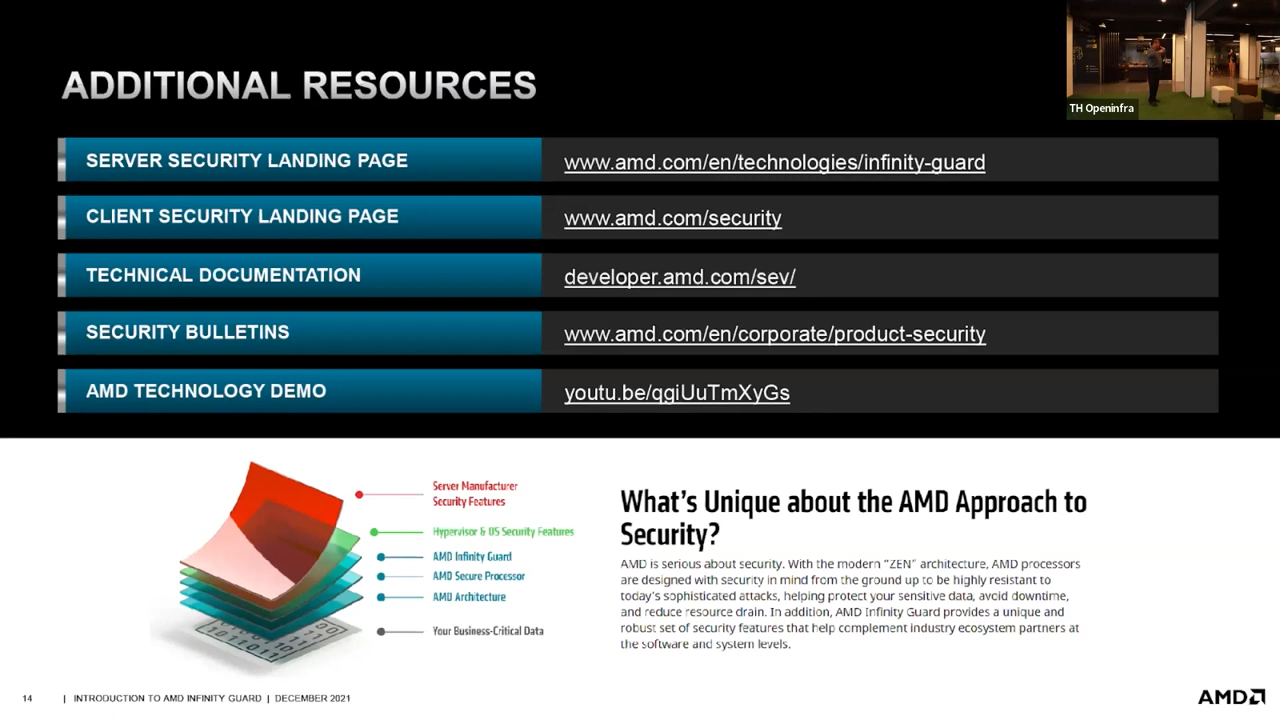 ADDITIONAL RESOURCES
TH Openinfra
SERVER SECURITY LANDING PAGE
www.amd.com/en/technologies/infinity-guard
CLIENT SECURITY LANDING PAGE
www.amd.com/security
TECHNICAL DOCUMENTATION
developer.amd.com/sev/
SECURITY BULLETINS
www.amd.com/en/corporate/product-security
AMD TECHNOLOGY DEMO
youtu.be/qgiUuTmXyGs
Server Manufacturer
Security Features
Hypervisor & OS Security Features
AMD Infinity Guard
AMD Secure Processor
AMD Architecture
Your Business-Critical Data
What's Unique about the AMD Approach to
Security?
AMD is serious about security. With the modern "ZEN" architecture, AMD processors
are designed with security in mind from the ground up to be highly resistant to
today's sophisticated attacks, helping protect your sensitive data, avoid downtime,
and reduce resource drain. In addition, AMD Infinity Guard provides a unique and
robust set of security features that help complement industry ecosystem partners at
the software and system levels.
14 | INTRODUCTION TO AMD INFINITY GUARD | DECEMBER 2021
AMD